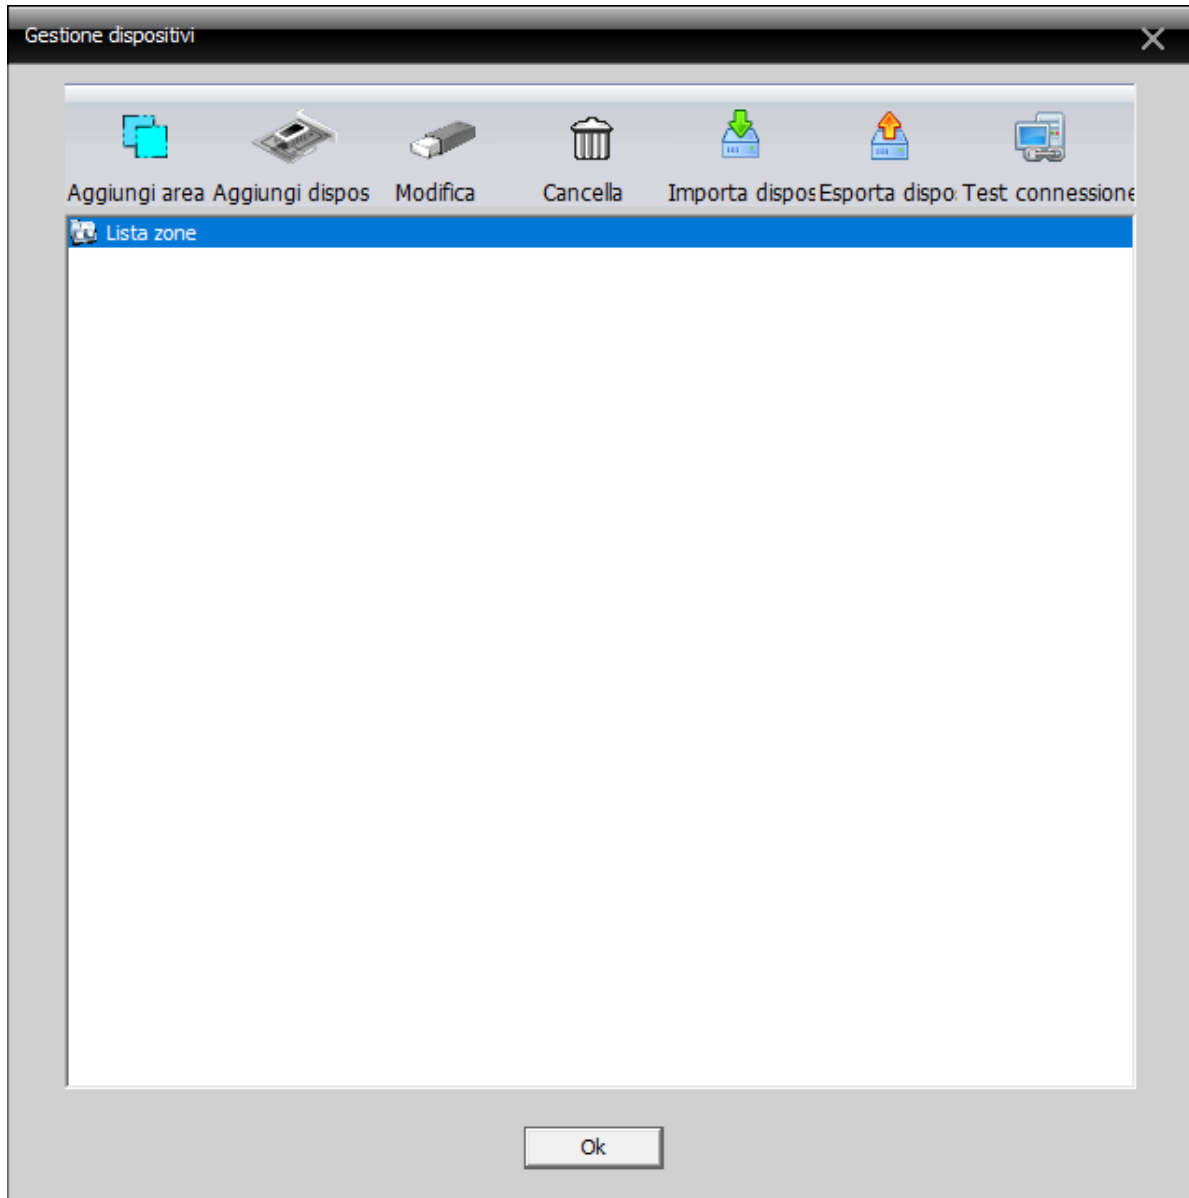 Gestione dispositivi
Aggiungi area Aggiungi dispos Modifica Cancella Importa dispos Esporta dispo Test connessione
Lista zone
Ok